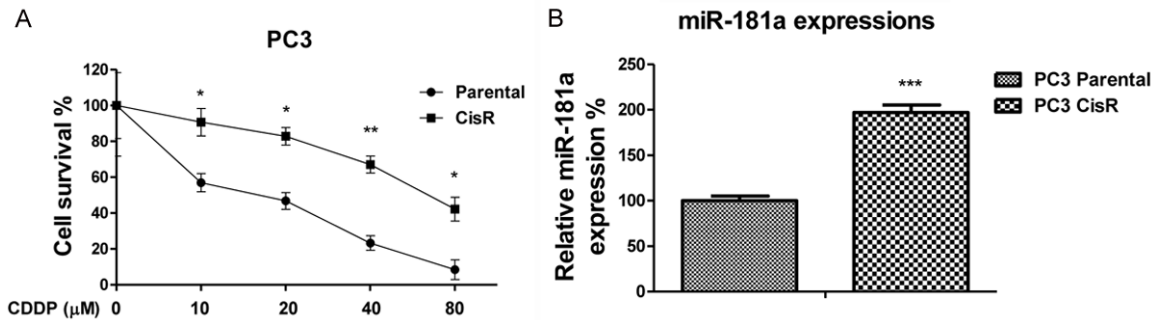 A
PC3
Cell survival %
120
100
80
60
40
20
0
*
*
**
*
Parental
CisR
CDDP (μM) 0 10 20 40 80
B
miR-181a expressions
Relative miR-181a
expression %
250
200
150
100
50
0
***
PC3 Parental
PC3 CisR